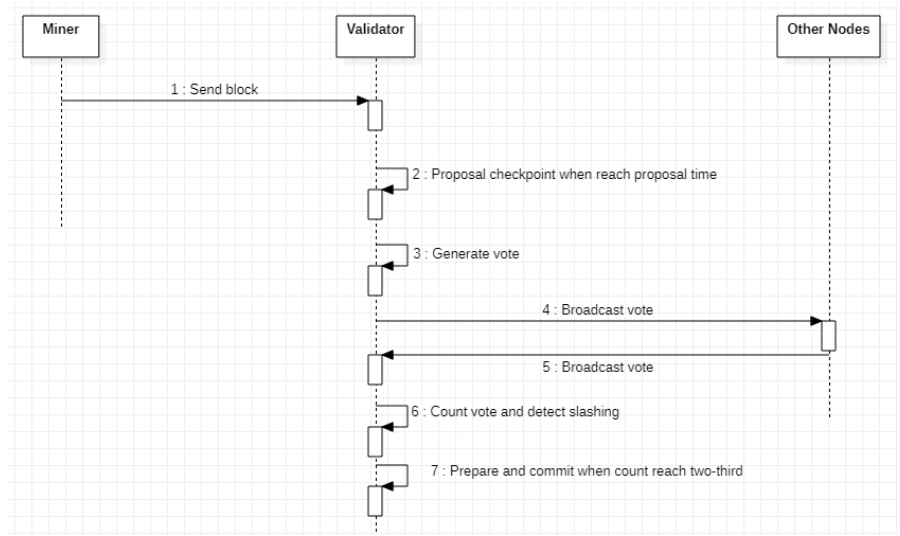 Miner
Validator
Other Nodes
1 : Send block
2 : Proposal checkpoint when reach proposal time
3 : Generate vote
4 : Broadcast vote
5 : Broadcast vote
6 : Count vote and detect slashing
7 : Prepare and commit when count reach two-third